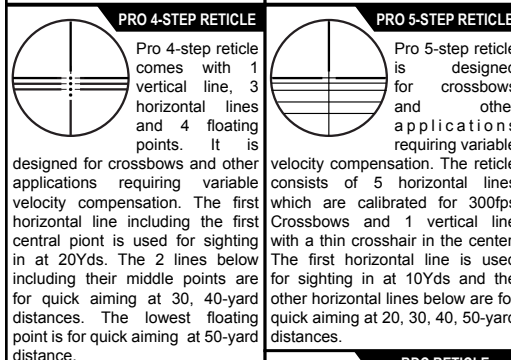 PRO 4-STEP RETICLE
Pro 4-step reticle
comes with 1
vertical line, 3
horizontal lines
and 4 floating
points. It is
designed for crossbows and other
applications requiring variable
velocity compensation. The first
horizontal line including the first
central piont is used for sighting
in at 20Yds. The 2 lines below
including their middle points are
for quick aiming at 30, 40-yard
distances. The lowest floating
point is for quick aiming at 50-yard
distance.
PRO 5-STEP RETICLE
Pro 5-step reticle
is designed
for crossbows
and other
applications
requiring variable
velocity compensation. The reticle
consists of 5 horizontal lines
which are calibrated for 300fps
Crossbows and 1 vertical line
with a thin crosshair in the center.
The first horizontal line is used
for sighting in at 10Yds and the
other horizontal lines below are for
quick aiming at 20, 30, 40, 50-yard
distances.